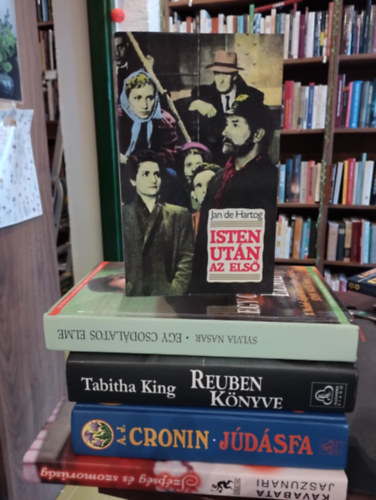 Jan de Hartog
ISTEN
UTÁN
AZ ELSŐ
SYLVIA NASAR • EGY CSODÁLATOS ELME
Tabitha King REUBEN
KÖNYVE
A.J. CRONIN · JÚDÁSFA
Szépség és szomorúság
KAVABATA
JASZUNARI